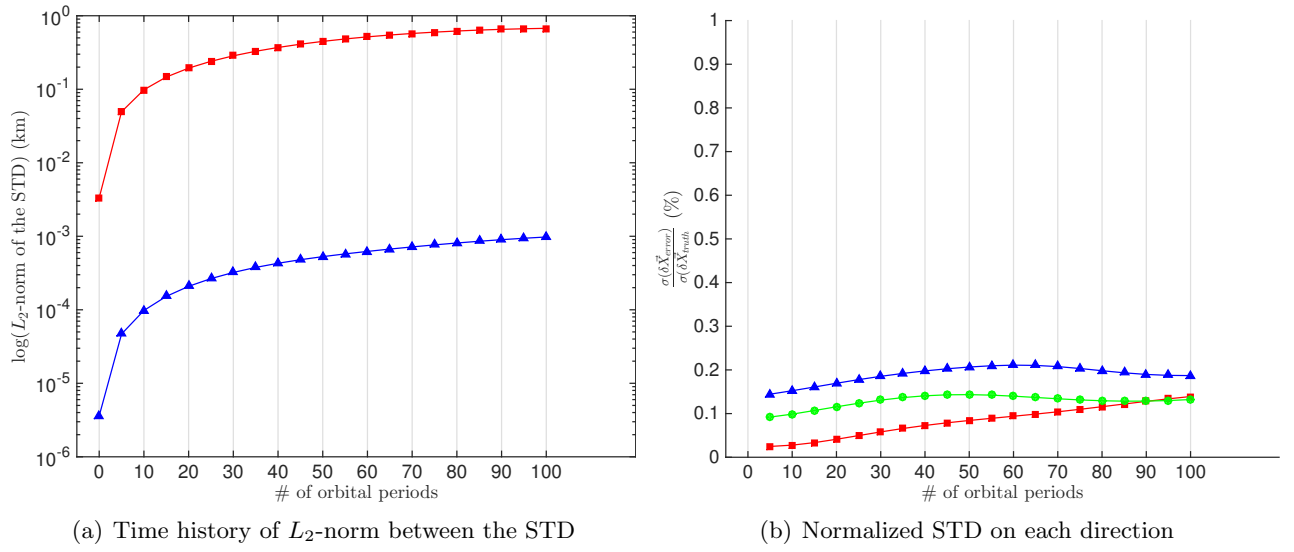 10^0
10^-1
10^-2
10^-3
10^-4
10^-5
10^-6
log(L_2-norm of the STD) (km)
0 10 20 30 40 50 60 70 80 90 100
# of orbital periods
(a) Time history of L_2-norm between the STD
1
0.9
0.8
0.7
0.6
0.5
0.4
0.3
0.2
0.1
0
σ(δX⃗_error)/σ(δX⃗_truth) (%)
0 10 20 30 40 50 60 70 80 90 100
# of orbital periods
(b) Normalized STD on each direction